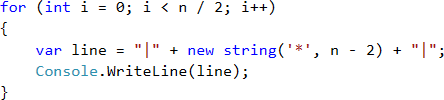 for (int i = 0; i < n / 2; i++)
{
    var line = "|" + new string('*', n - 2) + "|";
    Console.WriteLine(line);
}